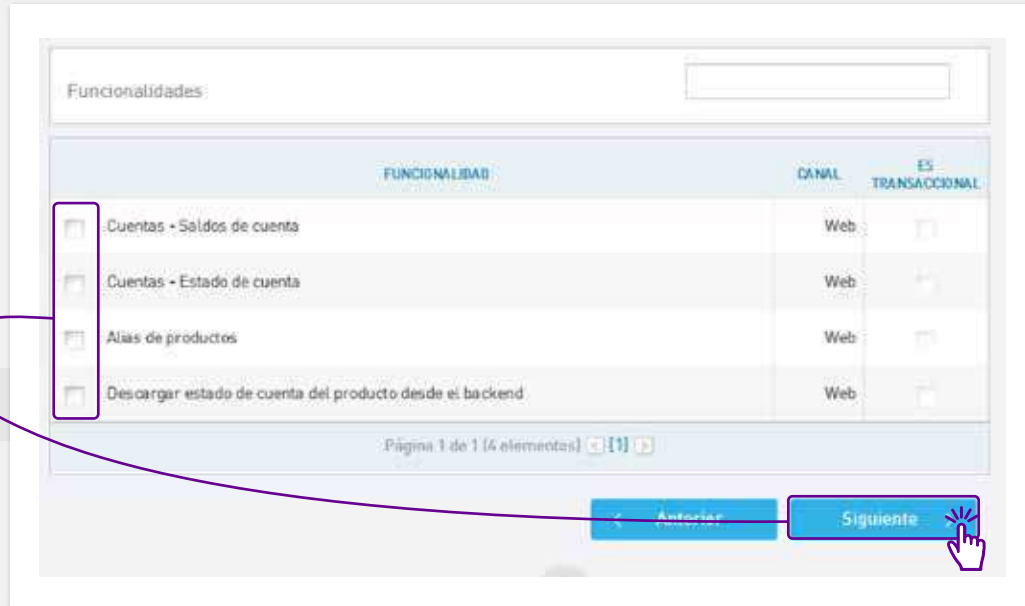 Funcionalidades
FUNCIONALIDAD CANAL ES TRANSACCIONAL
Cuentas - Saldos de cuenta Web
Cuentas - Estado de cuenta Web
Alias de productos Web
Descargar estado de cuenta del producto desde el backend Web
Página 1 de 1 (4 elementos) < [1] >
< Anterior Siguiente >